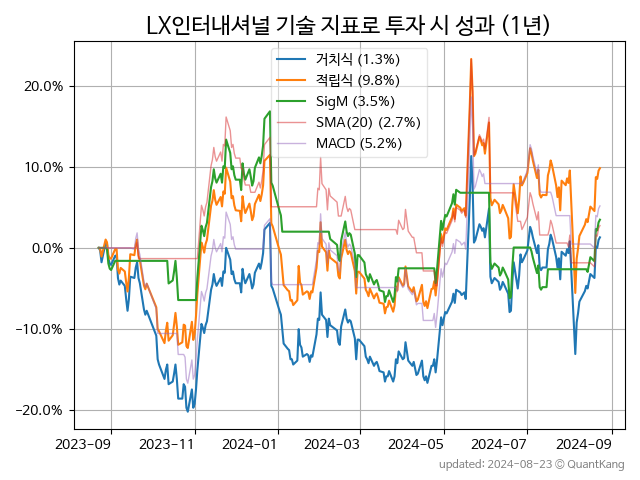 LX인터내셔널 기술 지표로 투자 시 성과 (1년)
거치식 (1.3%)
적립식 (9.8%)
SigM (3.5%)
SMA(20) (2.7%)
MACD (5.2%)
20.0%
10.0%
0.0%
−10.0%
−20.0%
2023-09 2023-11 2024-01 2024-03 2024-05 2024-07 2024-09
updated: 2024-08-23 © QuantKang